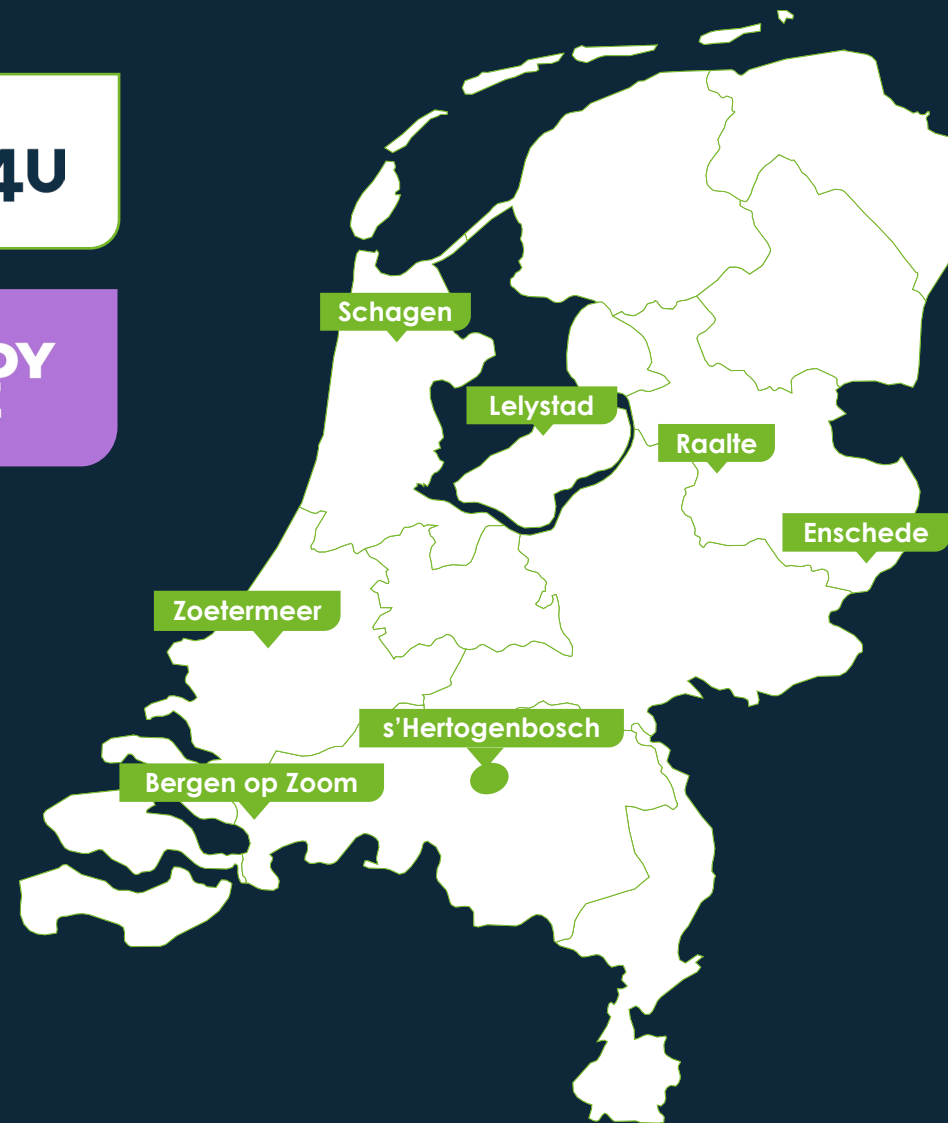 4U
Schagen
Lelystad
Raalte
Enschede
Zoetermeer
s’Hertogenbosch
Bergen op Zoom